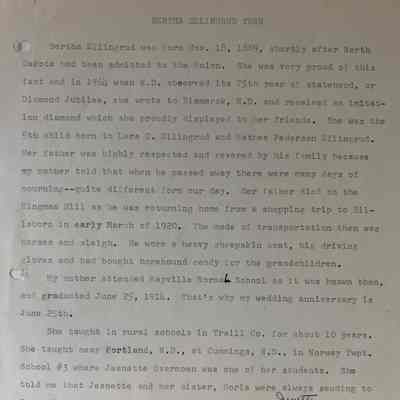 BERTHA ELLINGRUD TUFN
Bertha Ellingrud was born Nov. 18, 1889, shortly after North
Dakota had been admitted to the Union. She was very proud of this
fact and in 1964 when N.D. observed its 75th year of statehood, or
Diamond Jubilee, she wrote to Bismarck, N.D. and received an imitat-
ion diamond which she proudly displayed to her friends. She was the
5th child born to Lars O. Ellingrud and Mathea Pederson Ellingrud.
Her father was highly respected and revered by his family because
my mother told that when he passed away there were many days of
mourning--quite different form our day. Her father died on the
Kingman Hill as he was returning home from a shopping trip to Hil-
lsboro in early March of 1920. The mode of transportation then was
horses and sleigh. He wore a heavy sheepskin coat, his driving
gloves and had bought horehound candy for the grandchildren.
My mother attended Mayville Normal School as it was known then,
and graduated June 25, 1914. That's why my wedding anniversary is
June 25th.
She taught in rural schools in Traill Co. for about 10 years.
She taught near Portland, N.D., at Cummings, N.D., in Norway Twpt.
School #3 where Jeanette Overmoen was one of her students. She
told me that Jeanette and her sister, Doris were always sending to